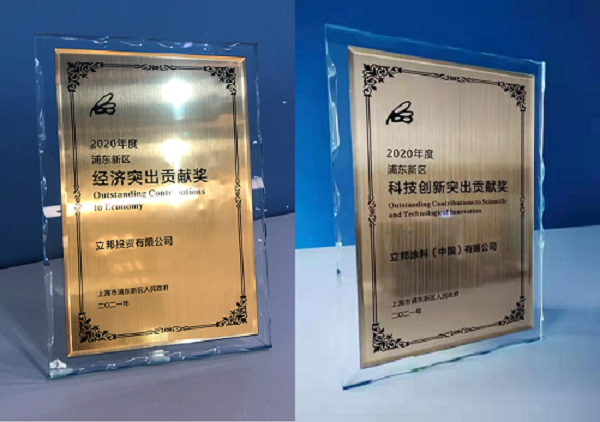 2020年度
浦东新区
经济突出贡献奖
Outstanding Contributions
to Economy
立邦投资有限公司
上海市浦东新区人民政府
二〇二一年
2020年度
浦东新区
科技创新突出贡献奖
Outstanding Contributions to Scientific
and Technological Innovation
立邦涂料（中国）有限公司
上海市浦东新区人民政府
二〇二一年